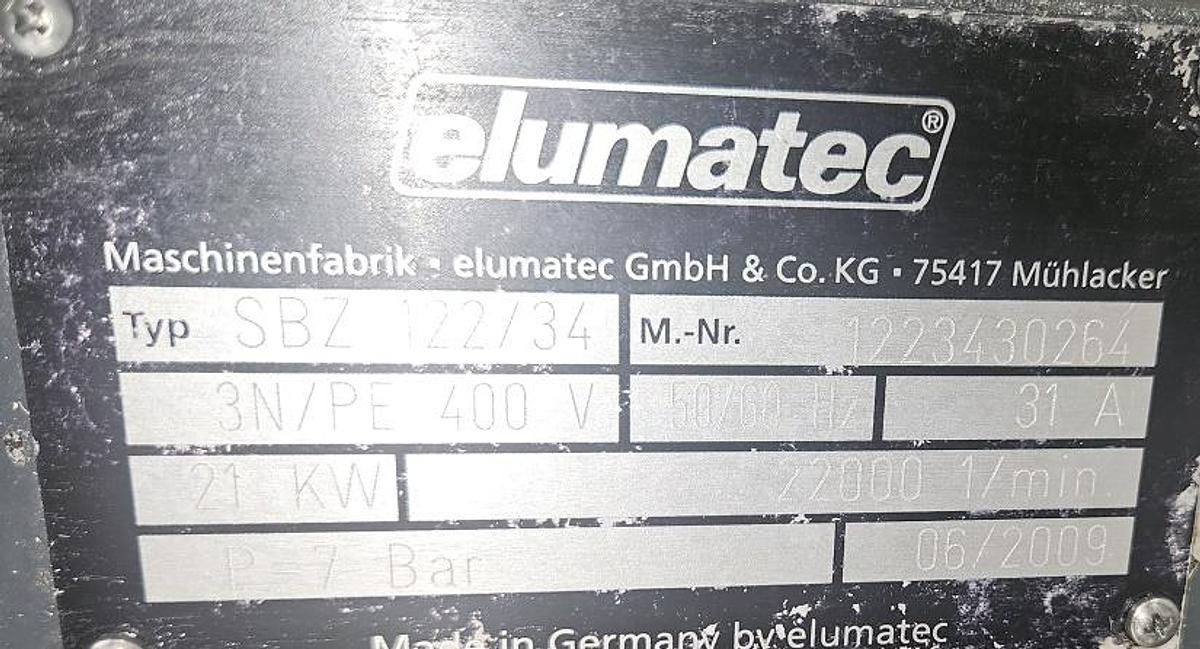 elumatec®
Maschinenfabrik · elumatec GmbH & Co. KG · 75417 Mühlacker
Typ SBZ 122/34 M.-Nr. 1223430264
3N/PE 400 V 50/60 Hz 31 A
21 KW 22000 1/min.
P=7 Bar 06/2009
Made in Germany by elumatec